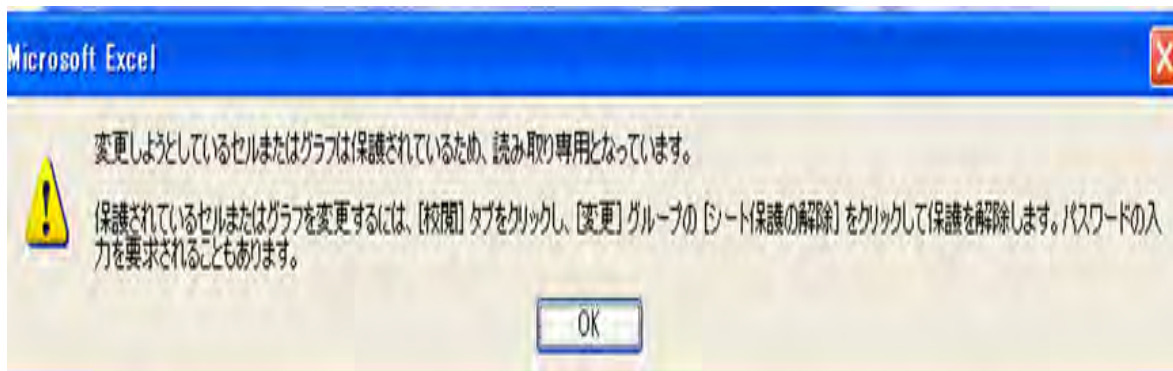 Microsoft Excel
変更しようとしているセルまたはグラフは保護されているため、読み取り専用となっています。
保護されているセルまたはグラフを変更するには、[校閲] タブをクリックし、[変更] グループの [シート保護の解除] をクリックして保護を解除します。パスワードの入
力を要求されることもあります。
OK